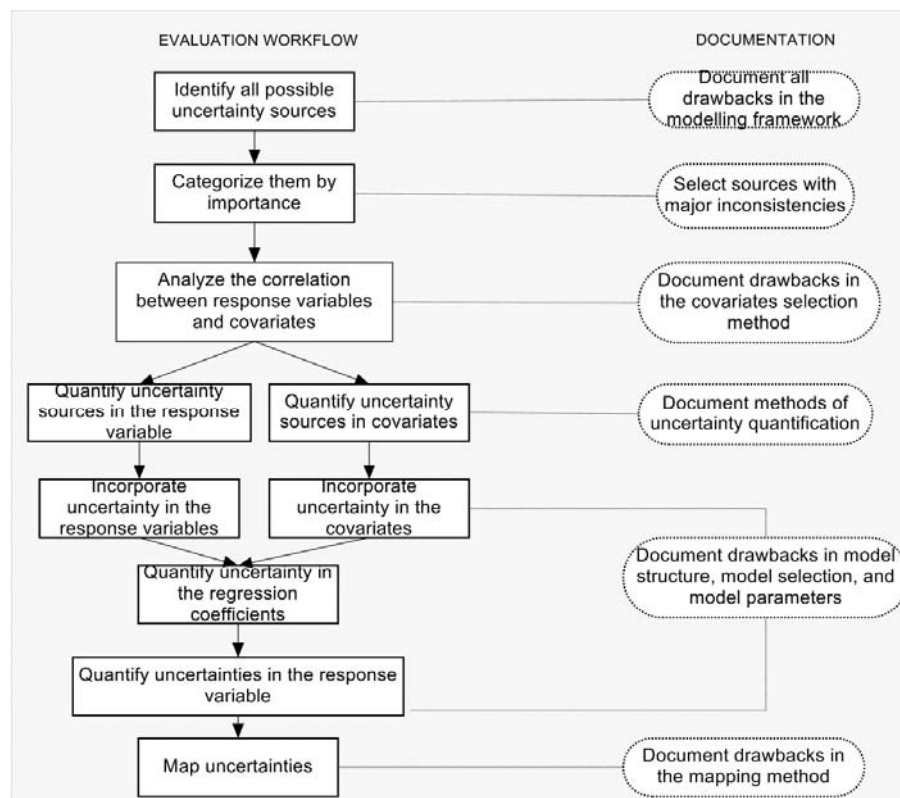 EVALUATION WORKFLOW
DOCUMENTATION
Identify all possible
uncertainty sources
Document all
drawbacks in the
modelling framework
Categorize them by
importance
Select sources with
major inconsistencies
Analyze the correlation
between response variables
and covariates
Document drawbacks in
the covariates selection
method
Quantify uncertainty
sources in the response
variable
Quantify uncertainty
sources in covariates
Document methods of
uncertainty quantification
Incorporate
uncertainty in the
response variables
Incorporate
uncertainty in the
covariates
Document drawbacks in model
structure, model selection, and
model parameters
Quantify uncertainty in
the regression
coefficients
Quantify uncertainties in the response
variable
Map uncertainties
Document drawbacks in
the mapping method